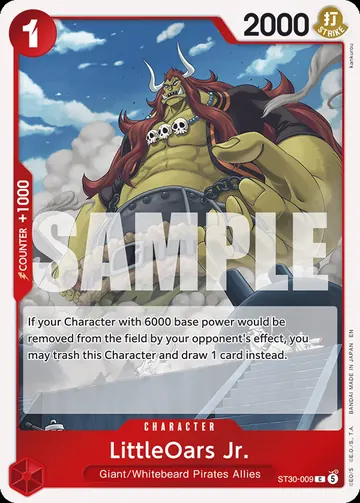 1
2000
打
STRIKE
kankurou
COUNTER +1000
SAMPLE
If your Character with 6000 base power would be
removed from the field by your opponent's effect, you
may trash this Character and draw 1 card instead.
CHARACTER
LittleOars Jr.
Giant/Whitebeard Pirates Allies
ST30-009 C 5
©E.O./S. ©E.O./S., T.A. BANDAI MADE IN JAPAN EN